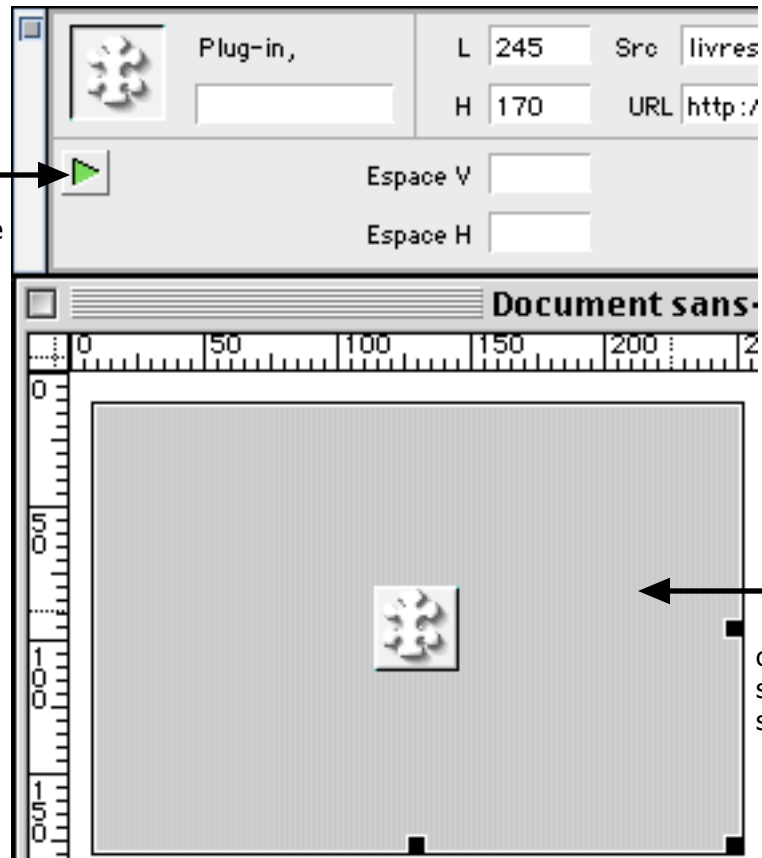 Plug-in,
L 245 Src livres
H 170 URL http:/
e
Espace V
Espace H
Document sans-
0 50 100 150 200 2
0
50
100
150